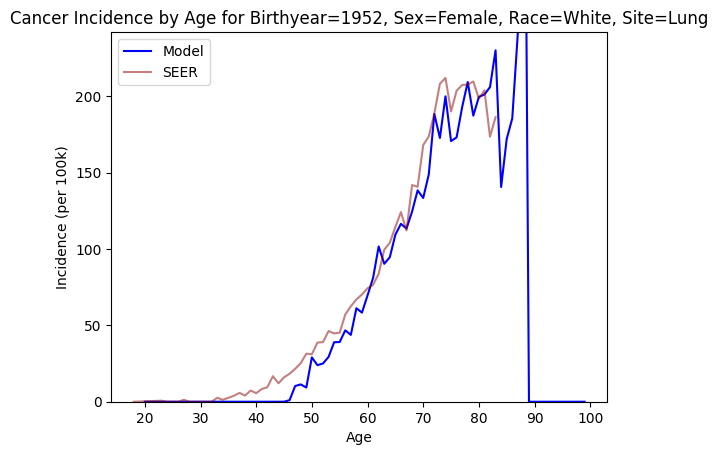 Cancer Incidence by Age for Birthyear=1952, Sex=Female, Race=White, Site=Lung
Model
SEER
200
150
100
50
0
Incidence (per 100k)
20 30 40 50 60 70 80 90 100
Age